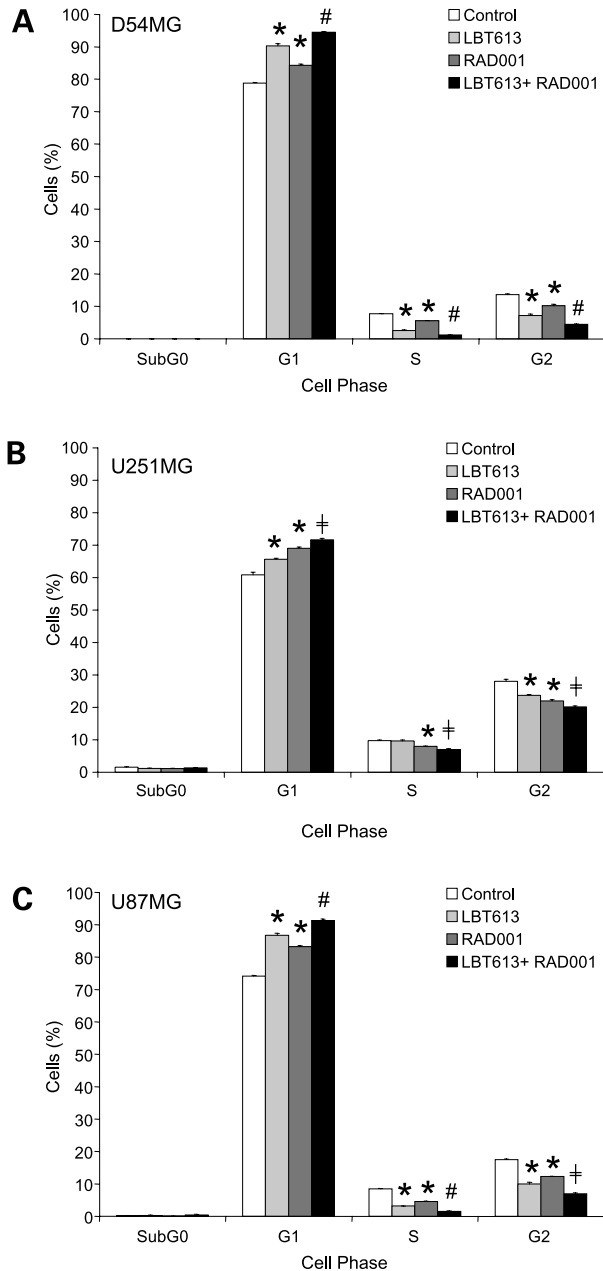 A
D54MG
Control
LBT613
RAD001
LBT613+ RAD001
100
90
80
70
60
50
40
30
20
10
0
Cells (%)
* * #
* * #
* * #
SubG0 G1 S G2
Cell Phase
B
U251MG
Control
LBT613
RAD001
LBT613+ RAD001
100
90
80
70
60
50
40
30
20
10
0
Cells (%)
* * ‡
* ‡
* * ‡
SubG0 G1 S G2
Cell Phase
C
U87MG
Control
LBT613
RAD001
LBT613+ RAD001
100
90
80
70
60
50
40
30
20
10
0
Cells (%)
* * #
* * #
* * ‡
SubG0 G1 S G2
Cell Phase